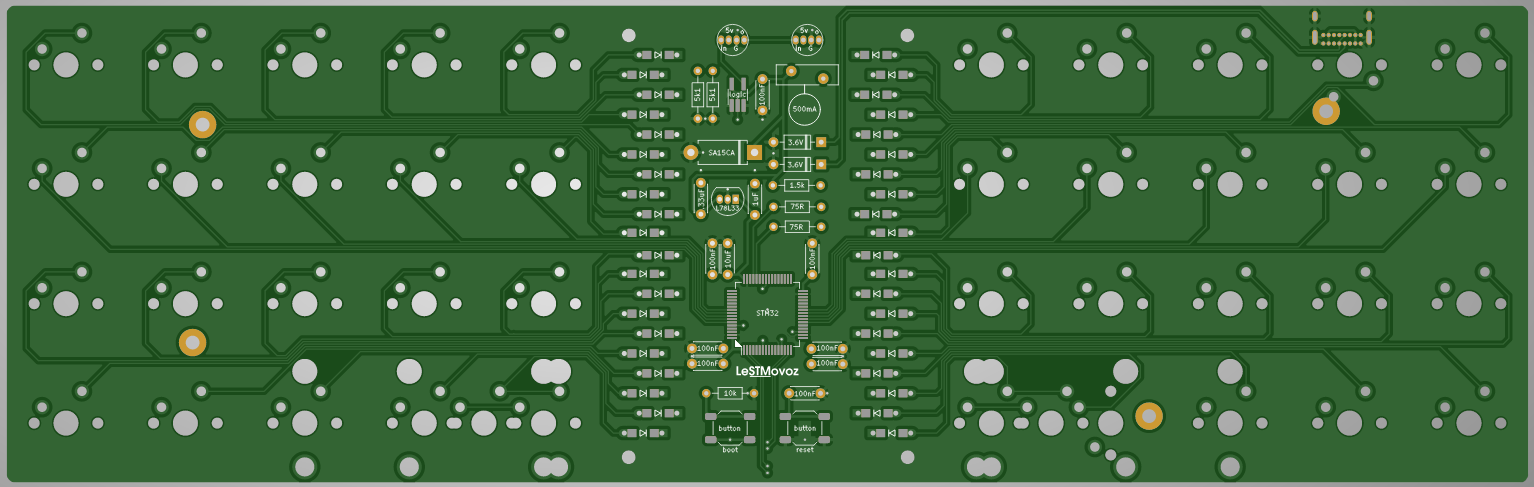 5v
In G
5v
In G
5k1
5k1
logic
100nF
500mA
3.6V
SA15CA
3.6V
1.5k
.33uF
L78L33
.1uF
75R
75R
100nF
10uF
100nF
STM32
100nF
100nF
100nF
100nF
LeSTMovoz
10k
100nF
button
button
boot
reset